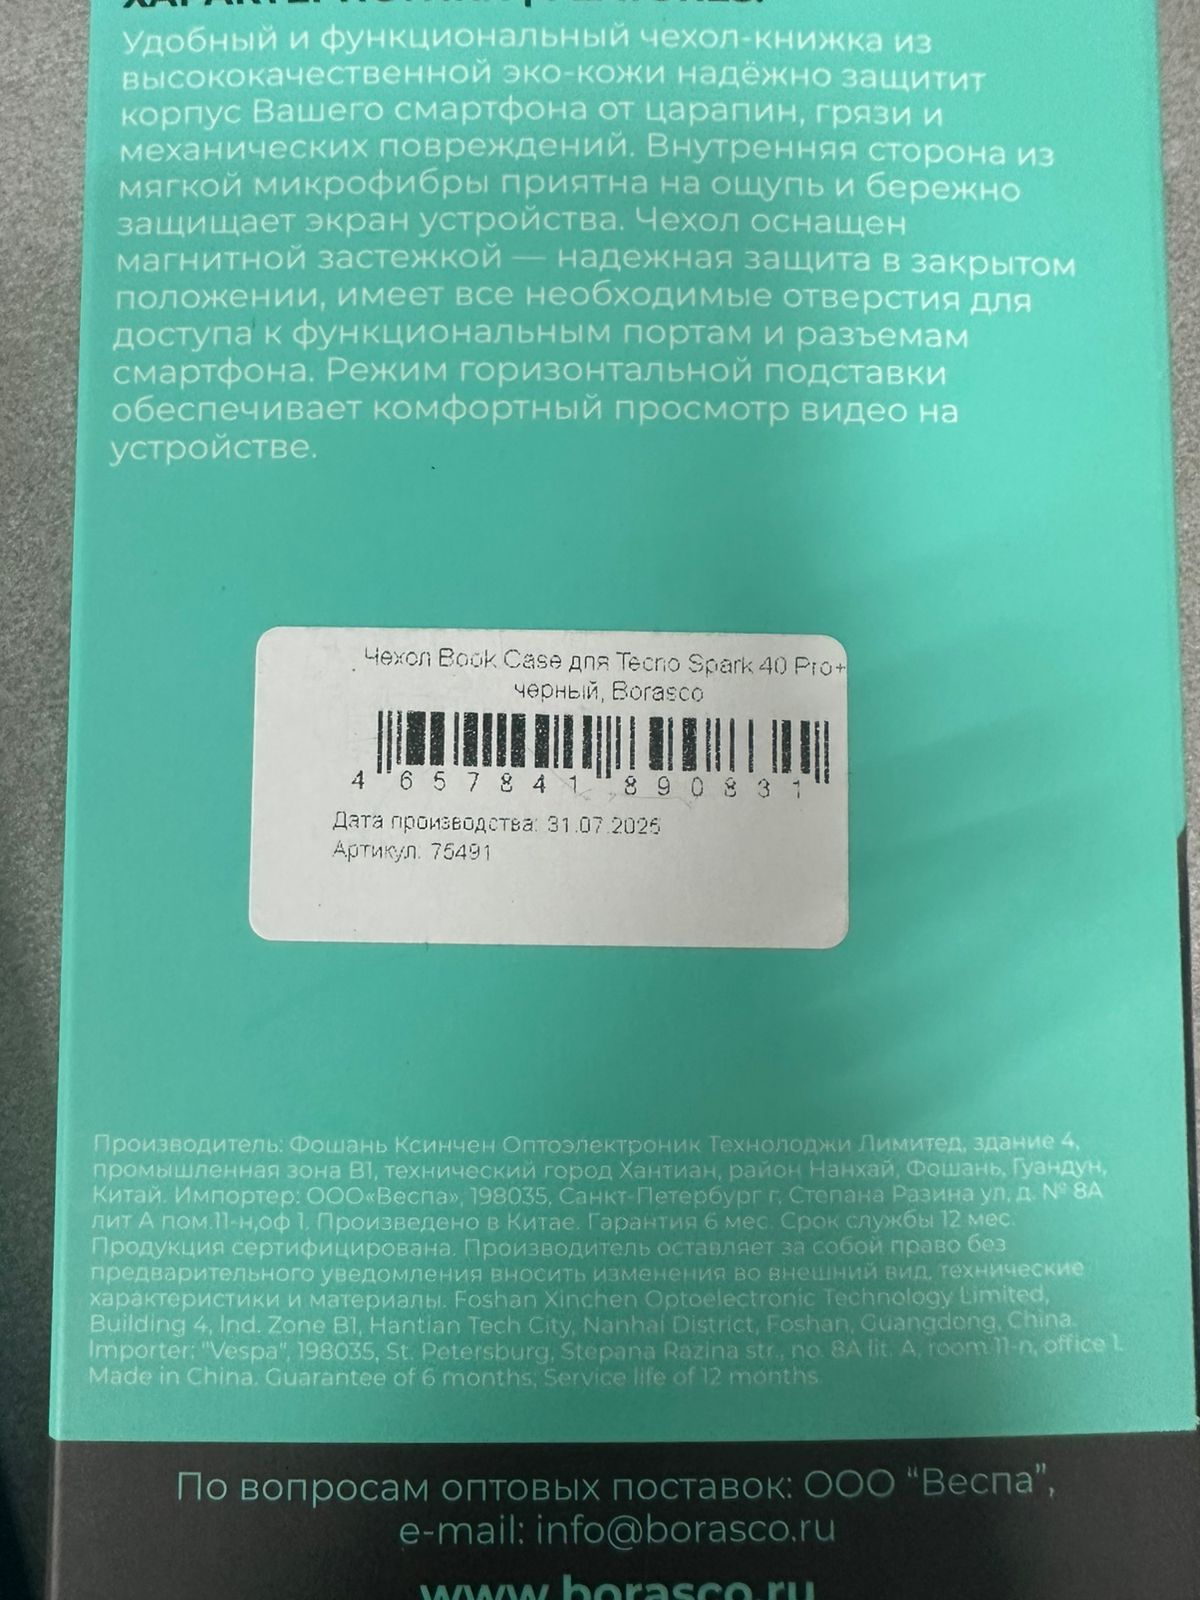 ХАРАКТЕРИСТИКИ | FEATURES:
Удобный и функциональный чехол-книжка из
высококачественной эко-кожи надёжно защитит
корпус Вашего смартфона от царапин, грязи и
механических повреждений. Внутренняя сторона из
мягкой микрофибры приятна на ощупь и бережно
защищает экран устройства. Чехол оснащен
магнитной застежкой — надежная защита в закрытом
положении, имеет все необходимые отверстия для
доступа к функциональным портам и разъемам
смартфона. Режим горизонтальной подставки
обеспечивает комфортный просмотр видео на
устройстве.
Чехол Book Case для Tecno Spark 40 Pro+
черный, Borasco
4 657841 890831
Дата производства: 31.07.2025
Артикул: 75491
Производитель: Фошань Ксинчен Оптоэлектроник Технолоджи Лимитед, здание 4,
промышленная зона B1, технический город Хантиан, район Нанхай, Фошань, Гуандун,
Китай. Импортер: ООО«Веспа», 198035, Санкт-Петербург г, Степана Разина ул, д. № 8А
лит А пом.11-н,оф 1. Произведено в Китае. Гарантия 6 мес. Срок службы 12 мес.
Продукция сертифицирована. Производитель оставляет за собой право без
предварительного уведомления вносить изменения во внешний вид, технические
характеристики и материалы. Foshan Xinchen Optoelectronic Technology Limited,
Building 4, Ind. Zone B1, Hantian Tech City, Nanhai District, Foshan, Guangdong, China.
Importer: "Vespa", 198035, St. Petersburg, Stepana Razina str., no. 8A lit. A, room 11-n, office 1.
Made in China. Guarantee of 6 months, Service life of 12 months.
По вопросам оптовых поставок: ООО “Веспа”,
e-mail: info@borasco.ru
www.borasco.ru